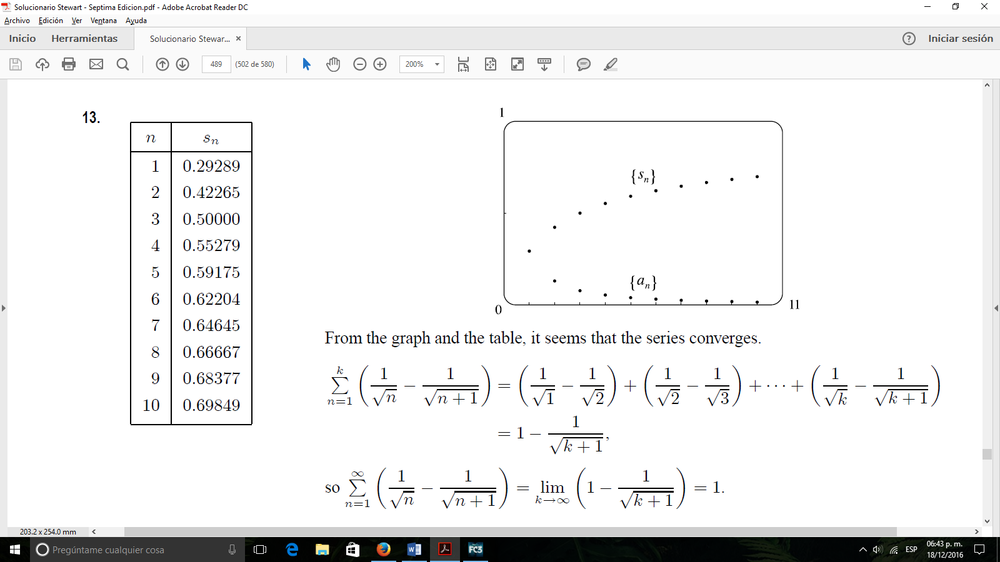 Solucionario Stewart - Septima Edicion.pdf - Adobe Acrobat Reader DC
Archivo Edición Ver Ventana Ayuda
Inicio Herramientas Solucionario Stewar... × ? Iniciar sesión
489 (502 de 580) 200%
13.
n s_n
1 0.29289
2 0.42265
3 0.50000
4 0.55279
5 0.59175
6 0.62204
7 0.64645
8 0.66667
9 0.68377
10 0.69849
1
{s_n}
{a_n}
0 11
From the graph and the table, it seems that the series converges.
\sum_{n=1}^{k} \left( \frac{1}{\sqrt{n}} - \frac{1}{\sqrt{n+1}} \right) = \left( \frac{1}{\sqrt{1}} - \frac{1}{\sqrt{2}} \right) + \left( \frac{1}{\sqrt{2}} - \frac{1}{\sqrt{3}} \right) + \cdots + \left( \frac{1}{\sqrt{k}} - \frac{1}{\sqrt{k+1}} \right)
= 1 - \frac{1}{\sqrt{k+1}},
so \sum_{n=1}^{\infty} \left( \frac{1}{\sqrt{n}} - \frac{1}{\sqrt{n+1}} \right) = \lim_{k \to \infty} \left( 1 - \frac{1}{\sqrt{k+1}} \right) = 1.
203.2 x 254.0 mm
Pregúntame cualquier cosa
FC3
ESP
06:43 p. m.
18/12/2016